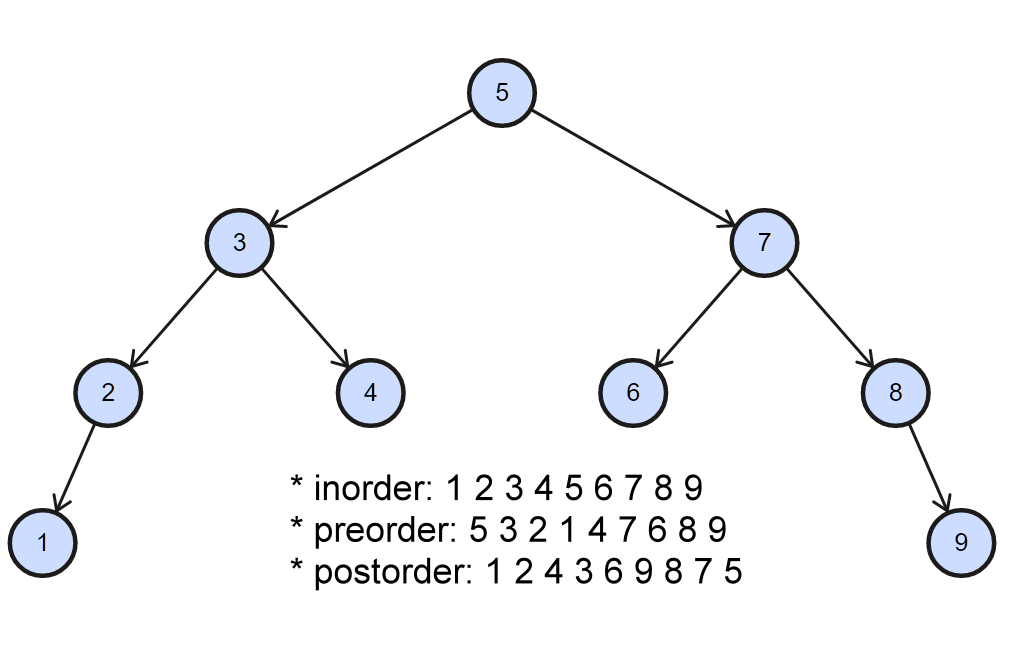 5
3 7
2 4 6 8
1 9
* inorder: 1 2 3 4 5 6 7 8 9
* preorder: 5 3 2 1 4 7 6 8 9
* postorder: 1 2 4 3 6 9 8 7 5